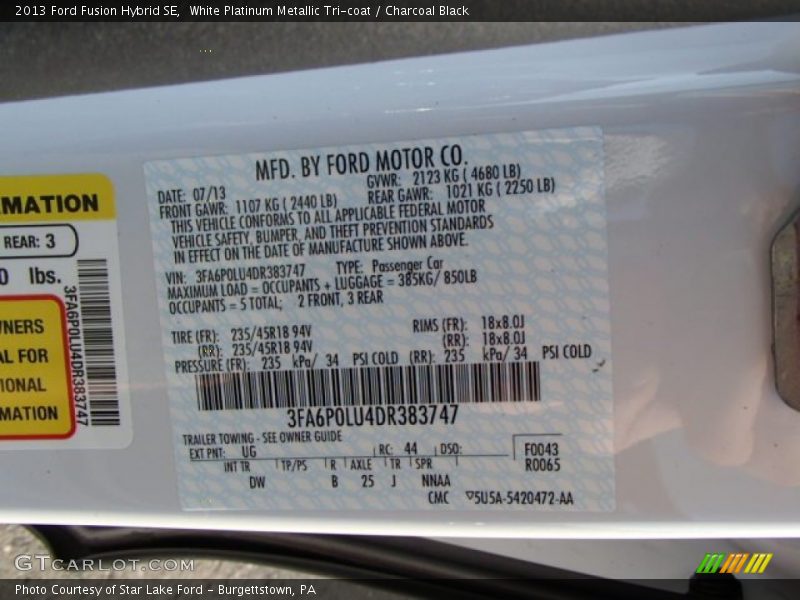 2013 Ford Fusion Hybrid SE, White Platinum Metallic Tri-coat / Charcoal Black
MATION
REAR: 3
0 lbs.
NERS
AL FOR
IONAL
MATION
3FA6P0LU4DR383747
MFD. BY FORD MOTOR CO.
DATE: 07/13 GVWR: 2123 KG ( 4680 LB)
FRONT GAWR: 1107 KG ( 2440 LB) REAR GAWR: 1021 KG ( 2250 LB)
THIS VEHICLE CONFORMS TO ALL APPLICABLE FEDERAL MOTOR
VEHICLE SAFETY, BUMPER, AND THEFT PREVENTION STANDARDS
IN EFFECT ON THE DATE OF MANUFACTURE SHOWN ABOVE.
VIN: 3FA6P0LU4DR383747 TYPE: Passenger Car
MAXIMUM LOAD = OCCUPANTS + LUGGAGE = 385KG/ 850LB
OCCUPANTS = 5 TOTAL; 2 FRONT, 3 REAR
TIRE (FR): 235/45R18 94V RIMS (FR): 18x8.0J
(RR): 235/45R18 94V (RR): 18x8.0J
PRESSURE (FR): 235 kPa/ 34 PSI COLD (RR): 235 kPa/ 34 PSI COLD
3FA6P0LU4DR383747
TRAILER TOWING - SEE OWNER GUIDE
EXT PNT: UG RC: 44 DSO: F0043
INT TR TP/PS R AXLE TR SPR R0065
DW B 25 J NNAA
CMC 5U5A-5420472-AA
GTCARLOT.COM
Photo Courtesy of Star Lake Ford - Burgettstown, PA